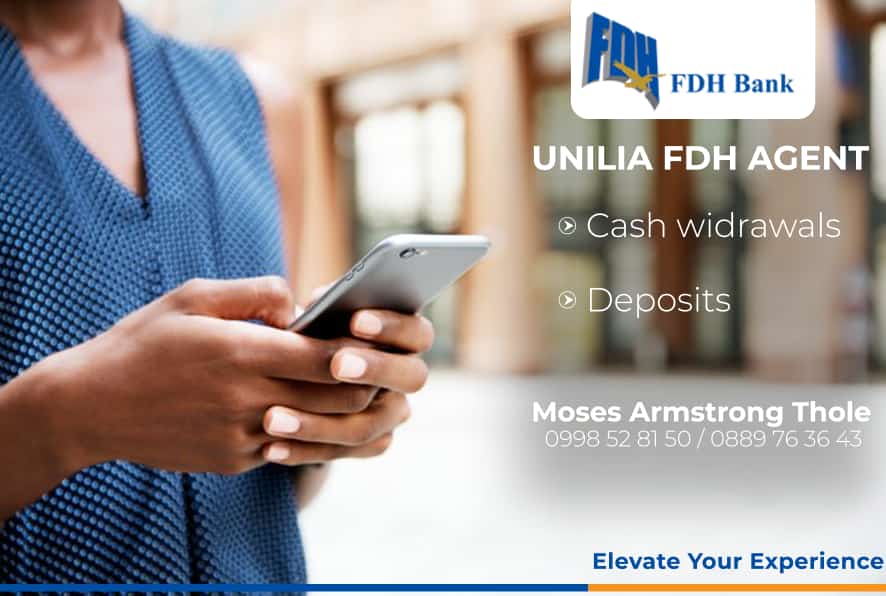 FDH
FDH Bank
UNILIA FDH AGENT
Cash widrawals
Deposits
Moses Armstrong Thole
0998 52 81 50 / 0889 76 36 43
Elevate Your Experience